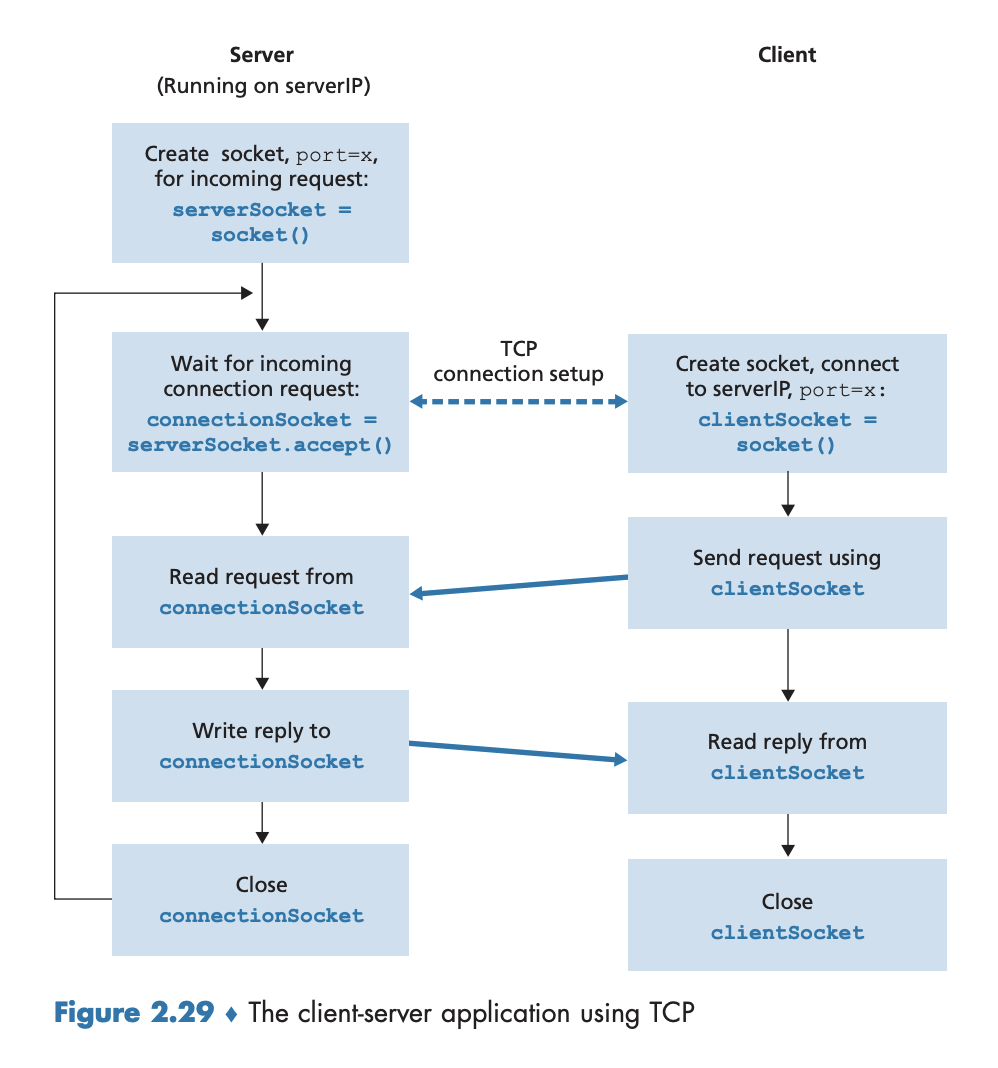 Server
(Running on serverIP)
Client
Create socket, port=x,
for incoming request:
serverSocket =
socket()
Wait for incoming
connection request:
connectionSocket =
serverSocket.accept()
TCP
connection setup
Create socket, connect
to serverIP, port=x:
clientSocket =
socket()
Read request from
connectionSocket
Send request using
clientSocket
Write reply to
connectionSocket
Read reply from
clientSocket
Close
connectionSocket
Close
clientSocket
Figure 2.29 ♦ The client-server application using TCP